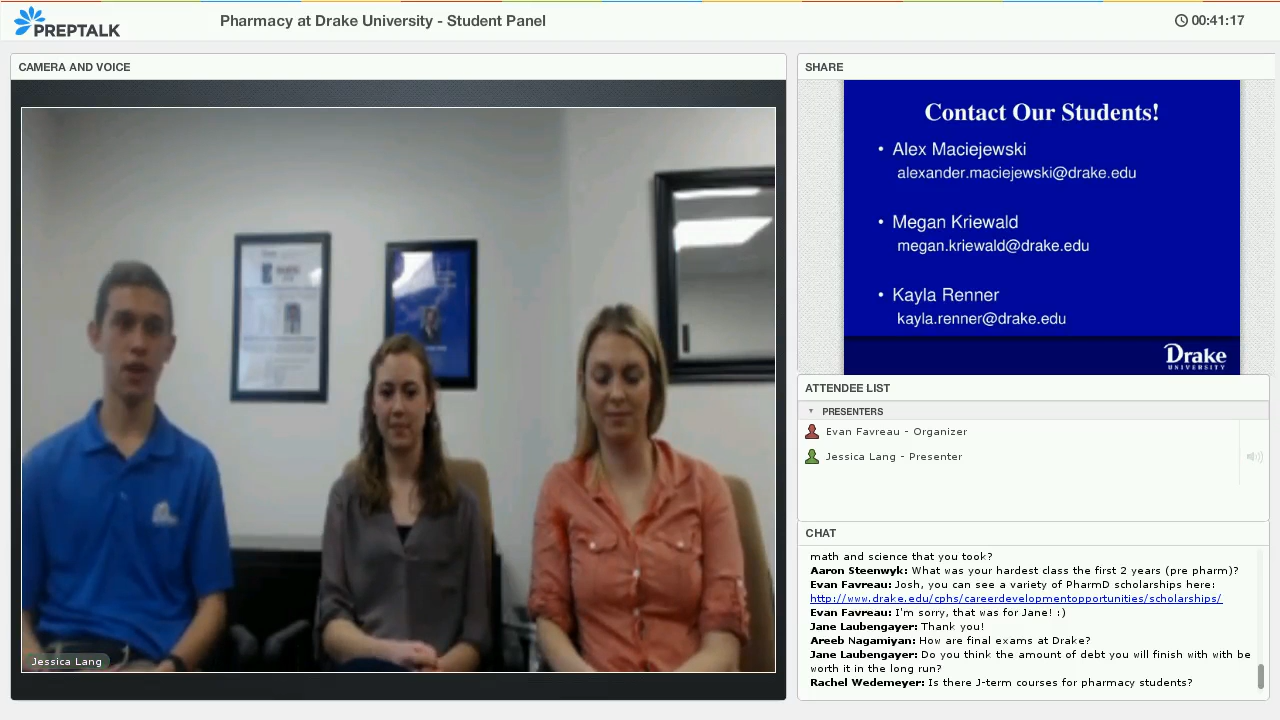 PREPTALK
Pharmacy at Drake University - Student Panel
00:41:17
CAMERA AND VOICE
Jessica Lang
SHARE
Contact Our Students!
• Alex Maciejewski
alexander.maciejewski@drake.edu
• Megan Kriewald
megan.kriewald@drake.edu
• Kayla Renner
kayla.renner@drake.edu
Drake
UNIVERSITY
ATTENDEE LIST
PRESENTERS
Evan Favreau - Organizer
Jessica Lang - Presenter
CHAT
math and science that you took?
Aaron Steenwyk: What was your hardest class the first 2 years (pre pharm)?
Evan Favreau: Josh, you can see a variety of PharmD scholarships here:
http://www.drake.edu/cphs/careerdevelopmentopportunities/scholarships/
Evan Favreau: I'm sorry, that was for Jane! :)
Jane Laubengayer: Thank you!
Areeb Nagamiyan: How are final exams at Drake?
Jane Laubengayer: Do you think the amount of debt you will finish with with be
worth it in the long run?
Rachel Wedemeyer: Is there J-term courses for pharmacy students?